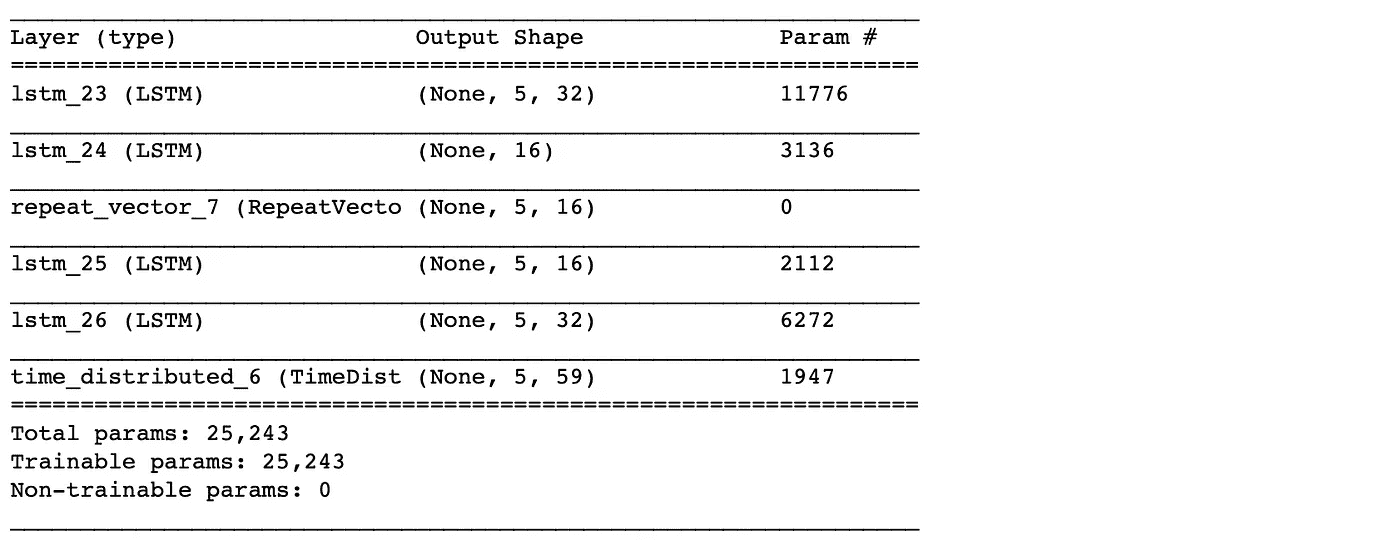 Layer (type) Output Shape Param #
lstm_23 (LSTM) (None, 5, 32) 11776
lstm_24 (LSTM) (None, 16) 3136
repeat_vector_7 (RepeatVecto (None, 5, 16) 0
lstm_25 (LSTM) (None, 5, 16) 2112
lstm_26 (LSTM) (None, 5, 32) 6272
time_distributed_6 (TimeDist (None, 5, 59) 1947
Total params: 25,243
Trainable params: 25,243
Non-trainable params: 0